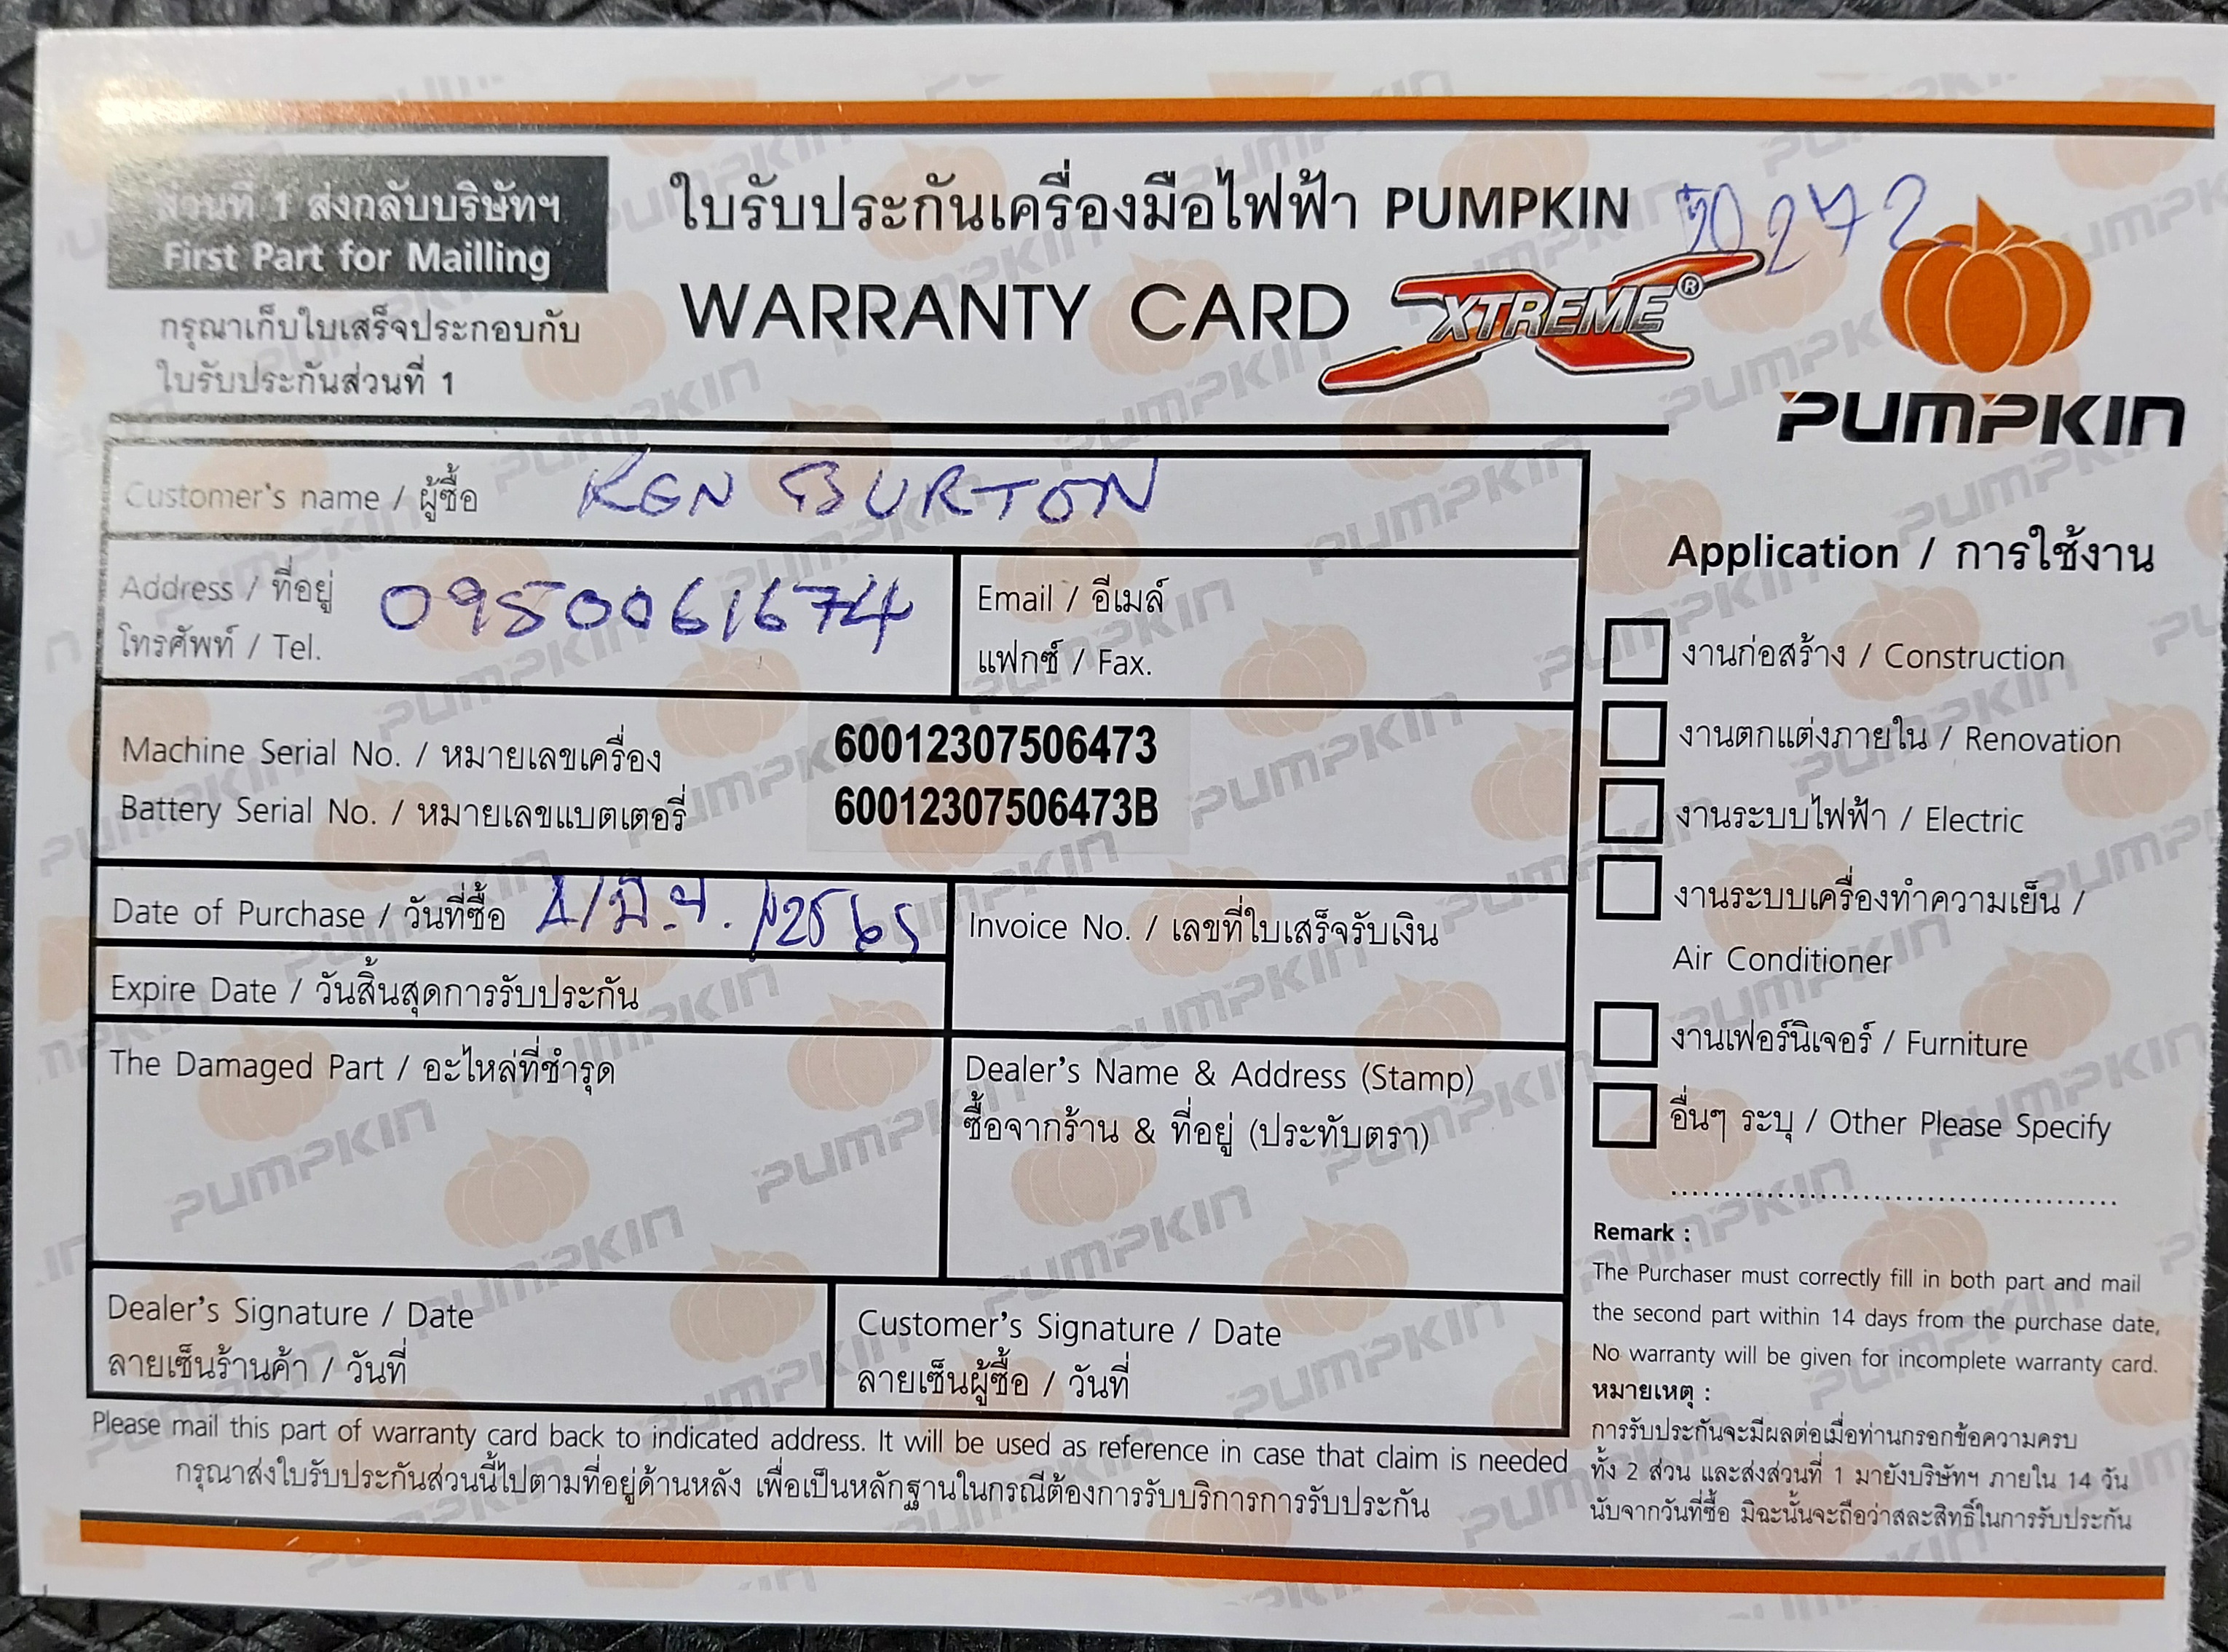 ส่วนที่ 1 ส่งกลับบริษัทฯ
First Part for Mailling
กรุณาเก็บใบเสร็จประกอบกับ
ใบรับประกันส่วนที่ 1
ใบรับประกันเครื่องมือไฟฟ้า PUMPKIN
50272
WARRANTY CARD
XTREME®
PUMPKIN
Customer's name / ผู้ซื้อ KEN BURTON
Address / ที่อยู่ 0950061674
โทรศัพท์ / Tel.
Email / อีเมล์
แฟกซ์ / Fax.
Machine Serial No. / หมายเลขเครื่อง 60012307506473
Battery Serial No. / หมายเลขแบตเตอรี่ 60012307506473B
Date of Purchase / วันที่ซื้อ /มิ.ย./2565
Expire Date / วันสิ้นสุดการรับประกัน
Invoice No. / เลขที่ใบเสร็จรับเงิน
The Damaged Part / อะไหล่ที่ชำรุด
Dealer's Name & Address (Stamp)
ซื้อจากร้าน & ที่อยู่ (ประทับตรา)
Dealer's Signature / Date
ลายเซ็นร้านค้า / วันที่
Customer's Signature / Date
ลายเซ็นผู้ซื้อ / วันที่
Please mail this part of warranty card back to indicated address. It will be used as reference in case that claim is needed
กรุณาส่งใบรับประกันส่วนนี้ไปตามที่อยู่ด้านหลัง เพื่อเป็นหลักฐานในกรณีต้องการรับบริการการรับประกัน
Application / การใช้งาน
งานก่อสร้าง / Construction
งานตกแต่งภายใน / Renovation
งานระบบไฟฟ้า / Electric
งานระบบเครื่องทำความเย็น /
Air Conditioner
งานเฟอร์นิเจอร์ / Furniture
อื่นๆ ระบุ / Other Please Specify
Remark :
The Purchaser must correctly fill in both part and mail
the second part within 14 days from the purchase date,
No warranty will be given for incomplete warranty card.
หมายเหตุ :
การรับประกันจะมีผลต่อเมื่อท่านกรอกข้อความครบ
ทั้ง 2 ส่วน และส่งส่วนที่ 1 มายังบริษัทฯ ภายใน 14 วัน
นับจากวันที่ซื้อ มิฉะนั้นจะถือว่าสละสิทธิ์ในการรับประกัน